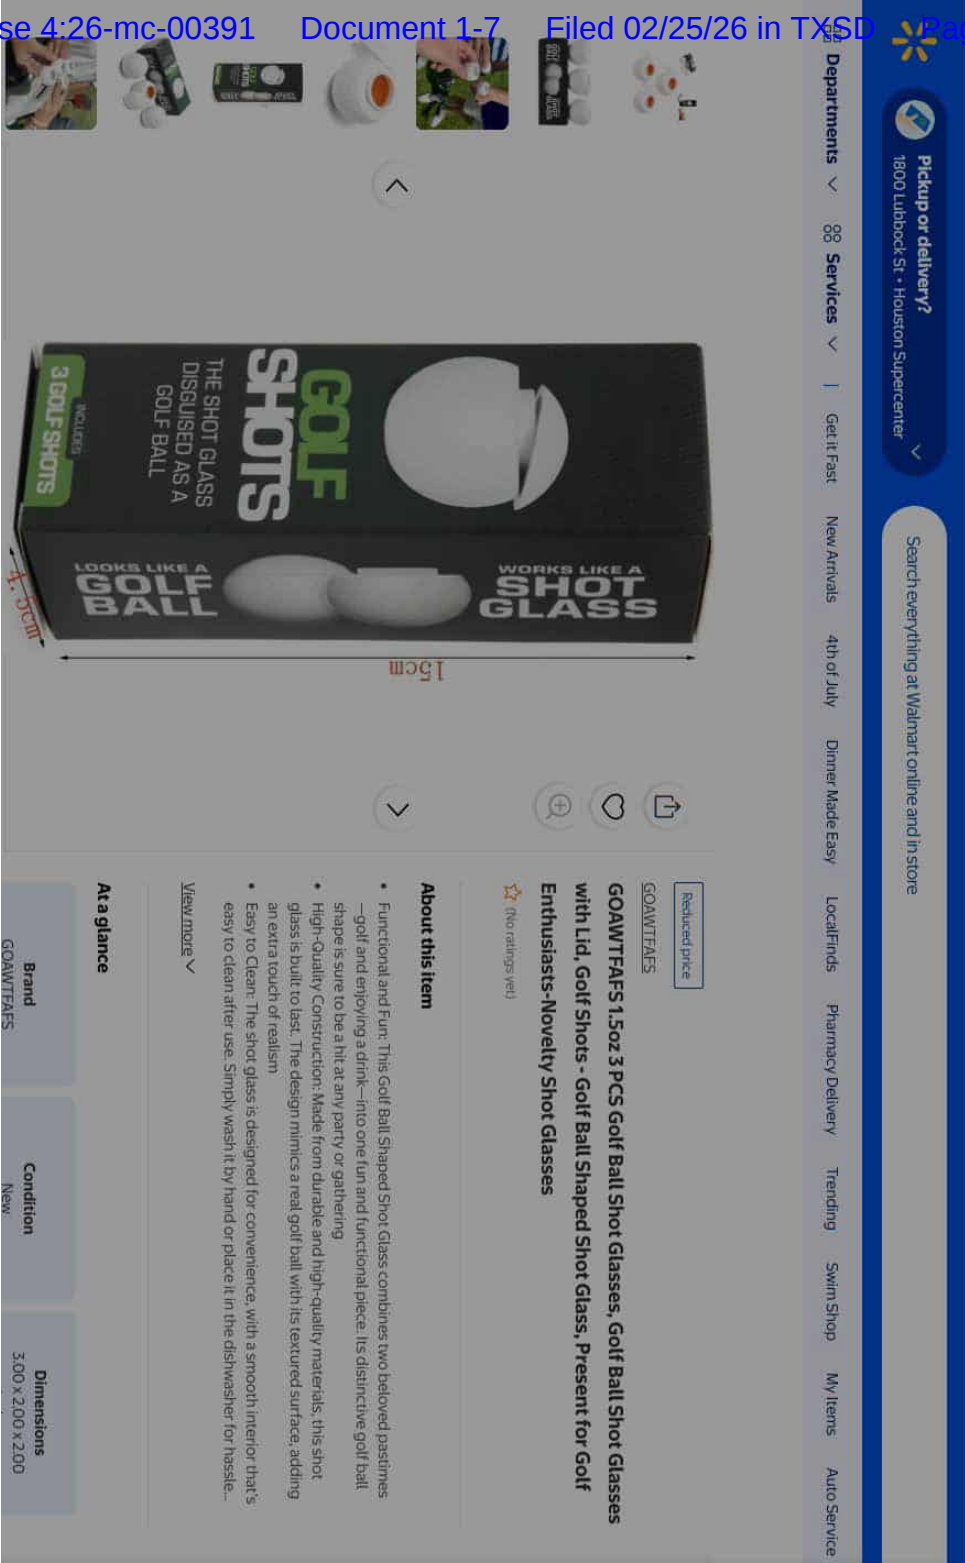 se 4:26-mc-00391 Document 1-7 Filed 02/25/26 in TXSD Pag
Pickup or delivery?
1800 Lubbock St • Houston Supercenter
Search everything at Walmart online and in store
Departments
Services
Get it Fast
New Arrivals
4th of July
Dinner Made Easy
LocalFinds
Pharmacy Delivery
Trending
Swim Shop
My Items
Auto Service
GOLF
SHOTS
THE SHOT GLASS
DISGUISED AS A
GOLF BALL
INCLUDES
3 GOLF SHOTS
WORKS LIKE A
SHOT
GLASS
LOOKS LIKE A
GOLF
BALL
4.5cm
15cm
Reduced price
GOAWTFAFS
GOAWTFAFS 1.5oz 3 PCS Golf Ball Shot Glasses, Golf Ball Shot Glasses
with Lid, Golf Shots - Golf Ball Shaped Shot Glass, Present for Golf
Enthusiasts-Novelty Shot Glasses
(No ratings yet)
About this item
• Functional and Fun: This Golf Ball Shaped Shot Glass combines two beloved pastimes
—golf and enjoying a drink—into one fun and functional piece. Its distinctive golf ball
shape is sure to be a hit at any party or gathering
• High-Quality Construction: Made from durable and high-quality materials, this shot
glass is built to last. The design mimics a real golf ball with its textured surface, adding
an extra touch of realism
• Easy to Clean: The shot glass is designed for convenience, with a smooth interior that's
easy to clean after use. Simply wash it by hand or place it in the dishwasher for hassle...
View more
At a glance
Brand
GOAWTFAFS
Condition
New
Dimensions
3.00 x 2.00 x 2.00